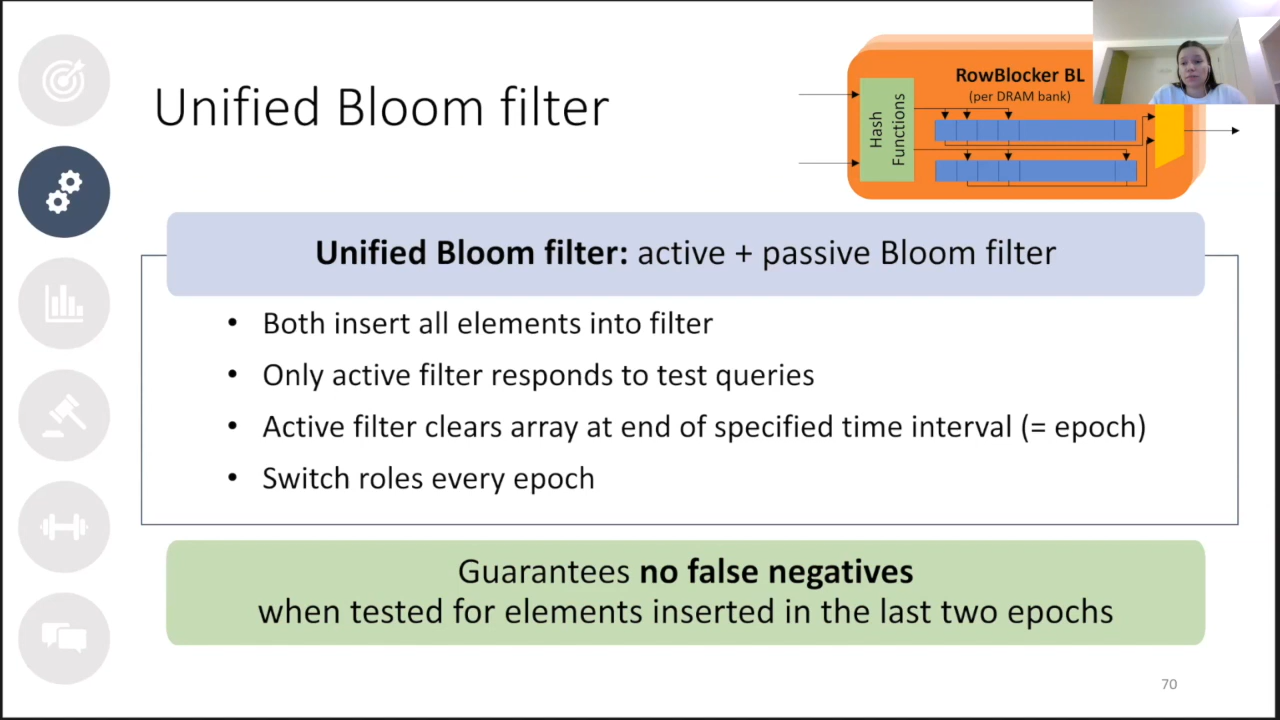 Unified Bloom filter
RowBlocker BL
(per DRAM bank)
Hash
Functions
Unified Bloom filter: active + passive Bloom filter
• Both insert all elements into filter
• Only active filter responds to test queries
• Active filter clears array at end of specified time interval (= epoch)
• Switch roles every epoch
Guarantees no false negatives
when tested for elements inserted in the last two epochs
70